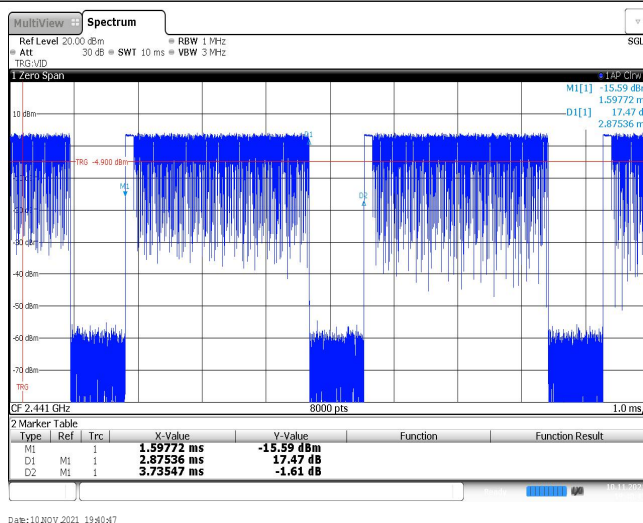 MultiView Spectrum
Ref Level 20.00 dBm RBW 1 MHz SGL
Att 30 dB SWT 10 ms VBW 3 MHz
TRG:VID
1 Zero Span 1AP Clrw
M1[1] -15.59 dBm
1.59772 m
D1[1] 17.47 d
2.87536 m
10 dBm
D1
TRG -4.900 dBm
M1
D2
-30 dBm
-40 dBm
-50 dBm
-60 dBm
-70 dBm
TRG
CF 2.441 GHz 8000 pts 1.0 ms/
2 Marker Table
Type Ref Trc X-Value Y-Value Function Function Result
M1 1 1.59772 ms -15.59 dBm
D1 M1 1 2.87536 ms 17.47 dB
D2 M1 1 3.73547 ms -1.61 dB
Date: 10.NOV.2021 19:40:47